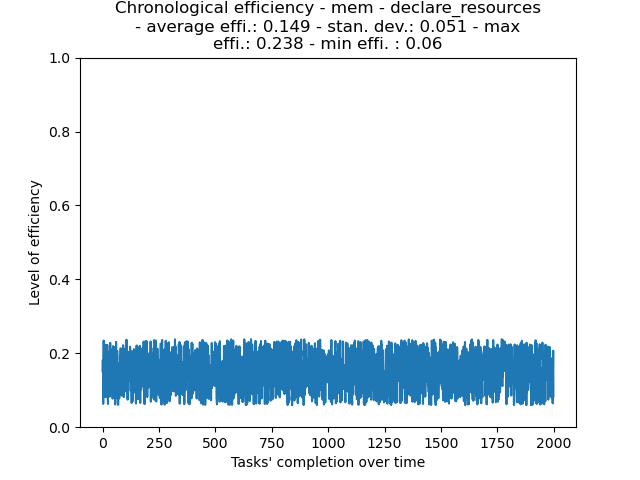 Chronological efficiency - mem - declare_resources
- average effi.: 0.149 - stan. dev.: 0.051 - max
effi.: 0.238 - min effi. : 0.06
1.0
0.8
0.6
0.4
0.2
0.0
Level of efficiency
0 250 500 750 1000 1250 1500 1750 2000
Tasks' completion over time